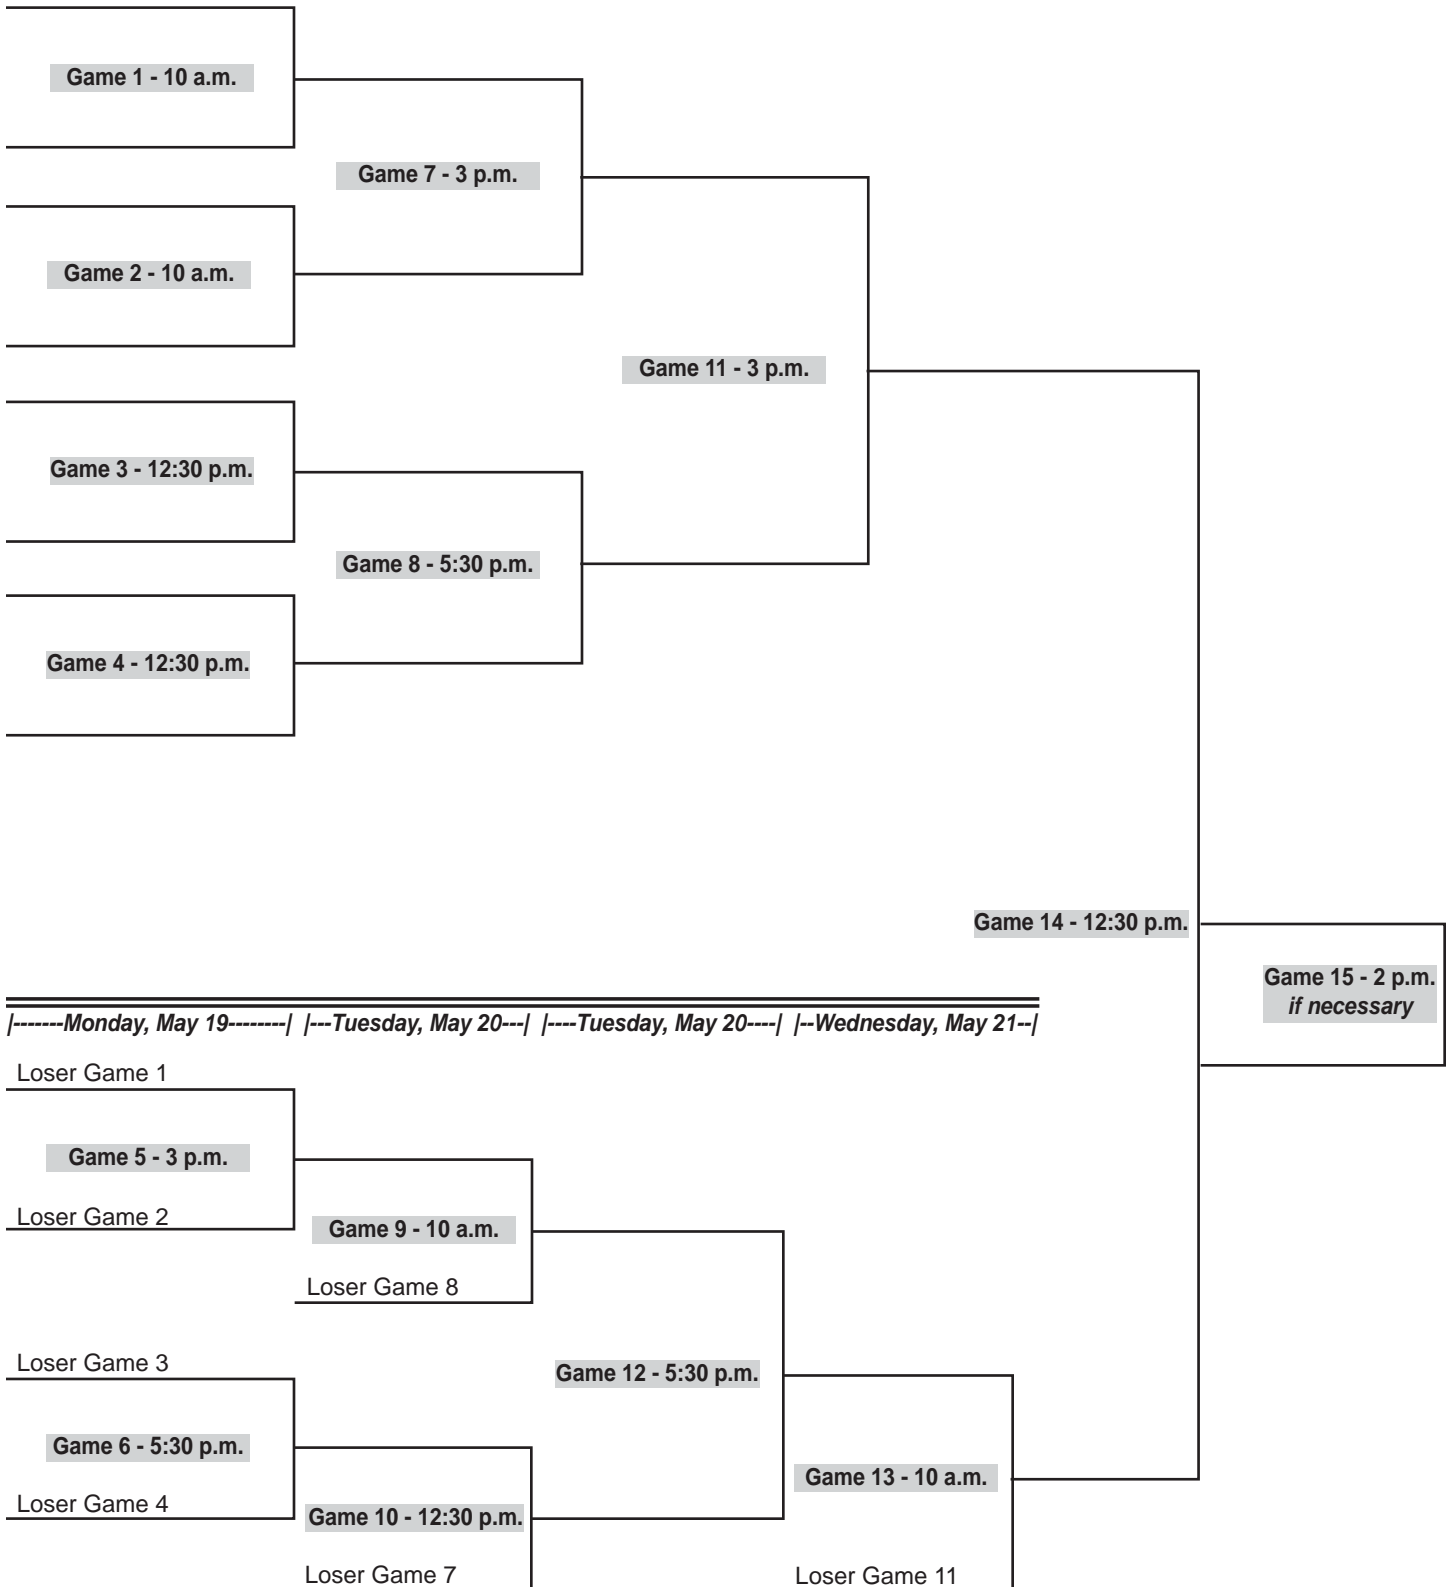 Game 1 - 10 a.m.
Game 7 - 3 p.m.
Game 2 - 10 a.m.
Game 11 - 3 p.m.
Game 3 - 12:30 p.m.
Game 8 - 5:30 p.m.
Game 4 - 12:30 p.m.
Game 14 - 12:30 p.m.
Game 15 - 2 p.m.
if necessary
|-------Monday, May 19--------| |---Tuesday, May 20---| |----Tuesday, May 20----| |--Wednesday, May 21--|
Loser Game 1
Game 5 - 3 p.m.
Loser Game 2
Game 9 - 10 a.m.
Loser Game 8
Loser Game 3
Game 12 - 5:30 p.m.
Game 6 - 5:30 p.m.
Game 13 - 10 a.m.
Loser Game 4
Game 10 - 12:30 p.m.
Loser Game 7
Loser Game 11